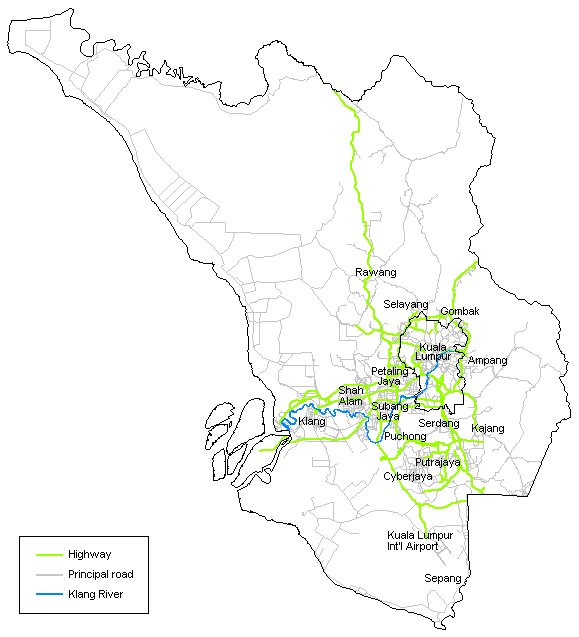 Rawang
Selayang
Gombak
Kuala
Lumpur
Ampang
Petaling
Jaya
Shah
Alam
Subang
Jaya
Klang
Serdang
Kajang
Puchong
Putrajaya
Cyberjaya
Kuala Lumpur
Int'l Airport
Sepang
Highway
Principal road
Klang River